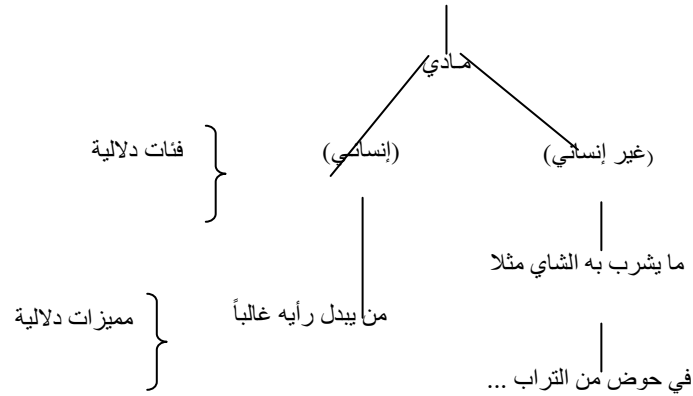 مادي
(غير إنساني) (إنساني) فئات دلالية
ما يشرب به الشاي مثلا
من يبدل رأيه غالباً مميزات دلالية
في حوض من التراب ...